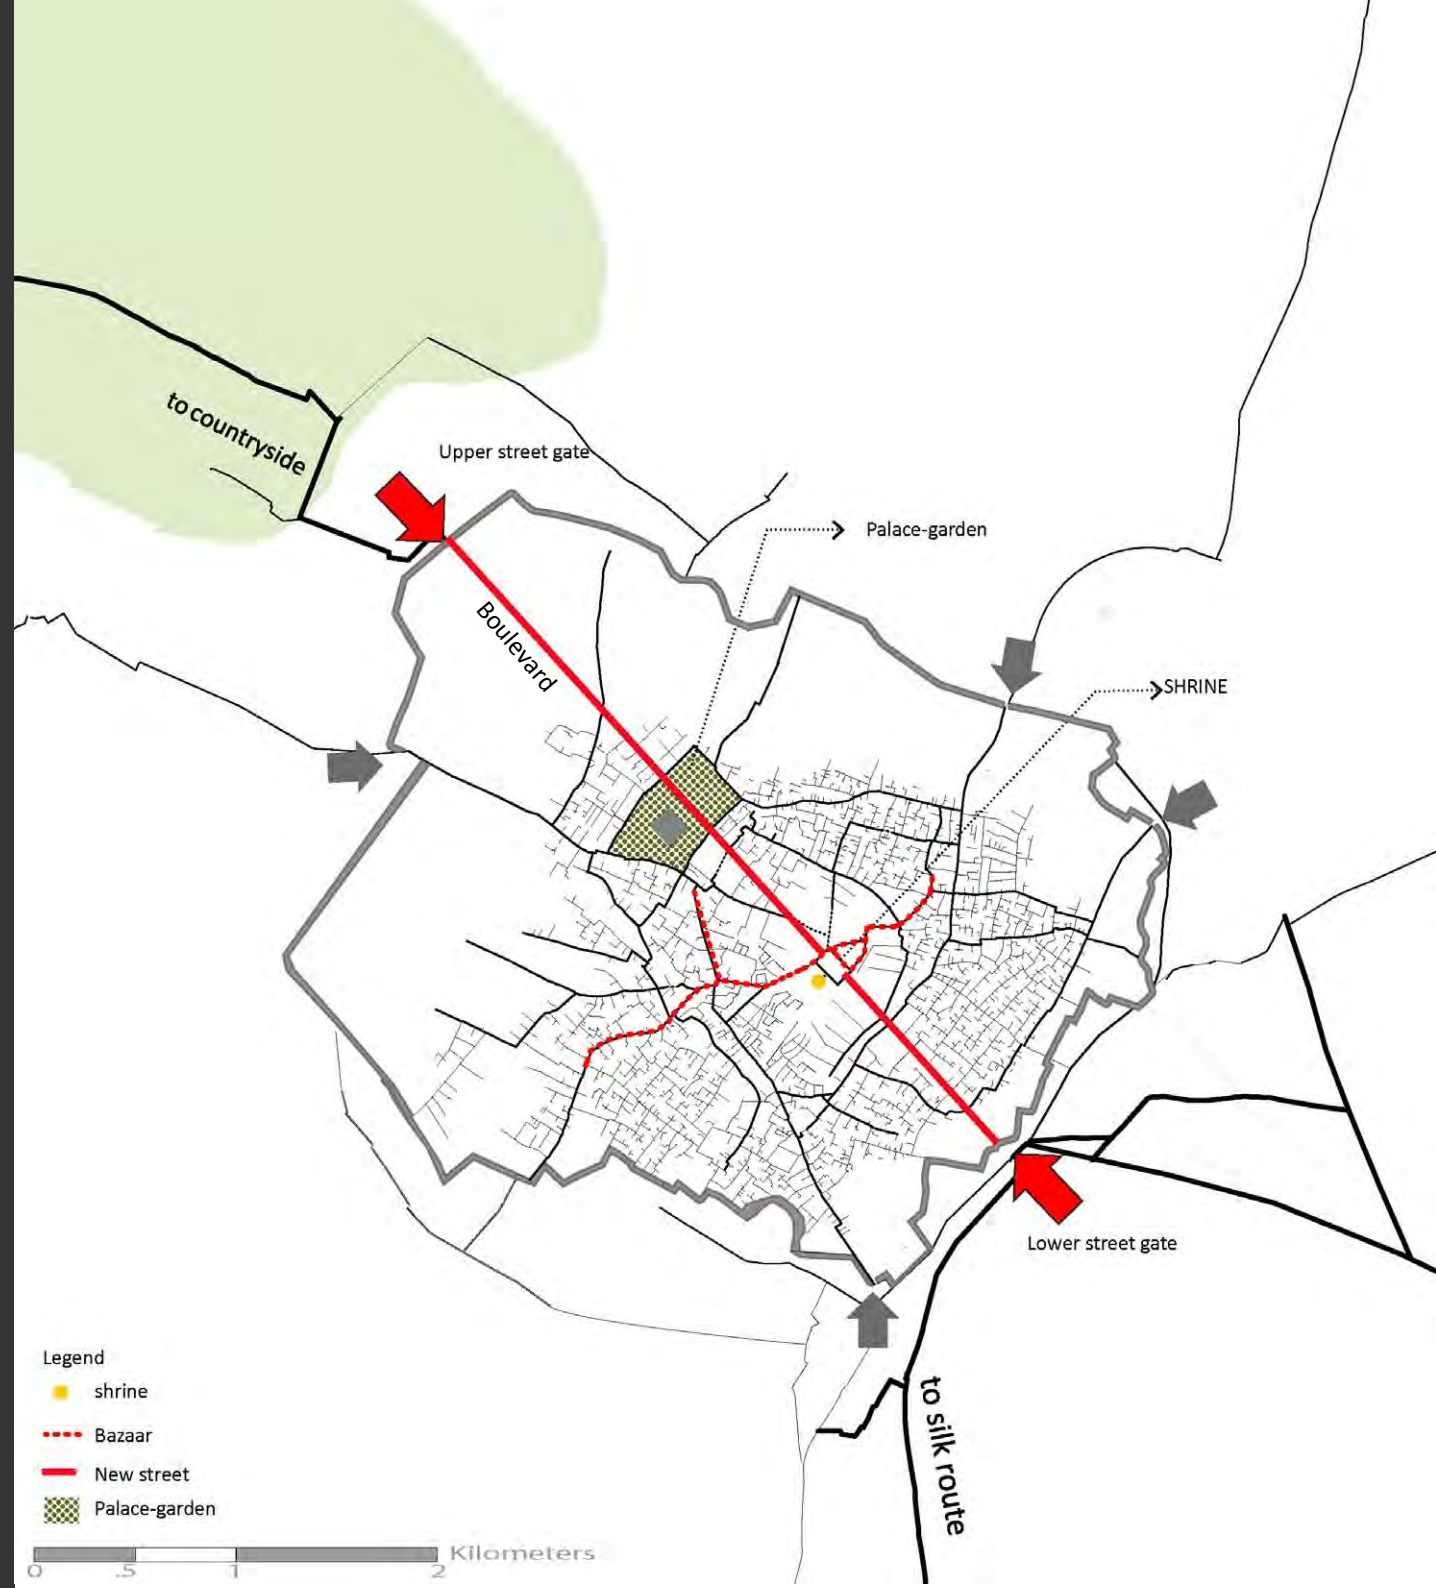 to countryside
Upper street gate
Palace-garden
Boulevard
SHRINE
Lower street gate
to silk route
Legend
shrine
Bazaar
New street
Palace-garden
Kilometers
0 .5 1 2